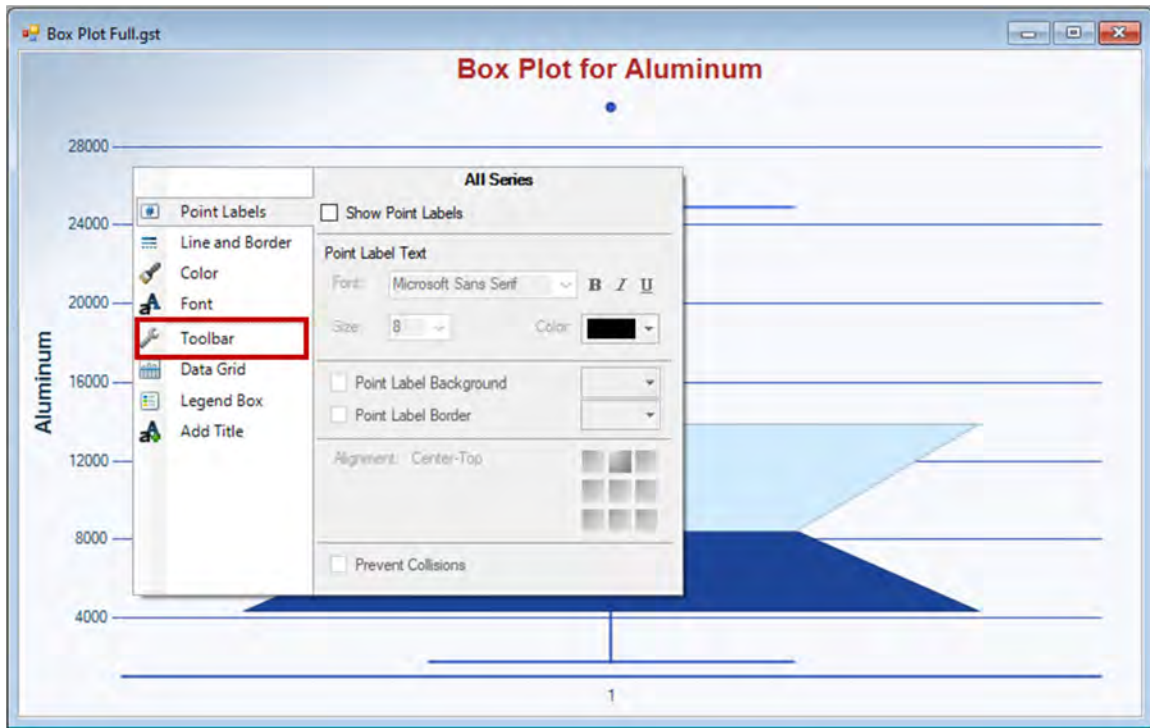 Box Plot Full.gst
Box Plot for Aluminum
28000
24000
20000
16000
12000
8000
4000
Aluminum
1
Point Labels
Line and Border
Color
Font
Toolbar
Data Grid
Legend Box
Add Title
All Series
Show Point Labels
Point Label Text
Font: Microsoft Sans Serif B I U
Size: 8 Color:
Point Label Background
Point Label Border
Alignment: Center-Top
Prevent Collisions